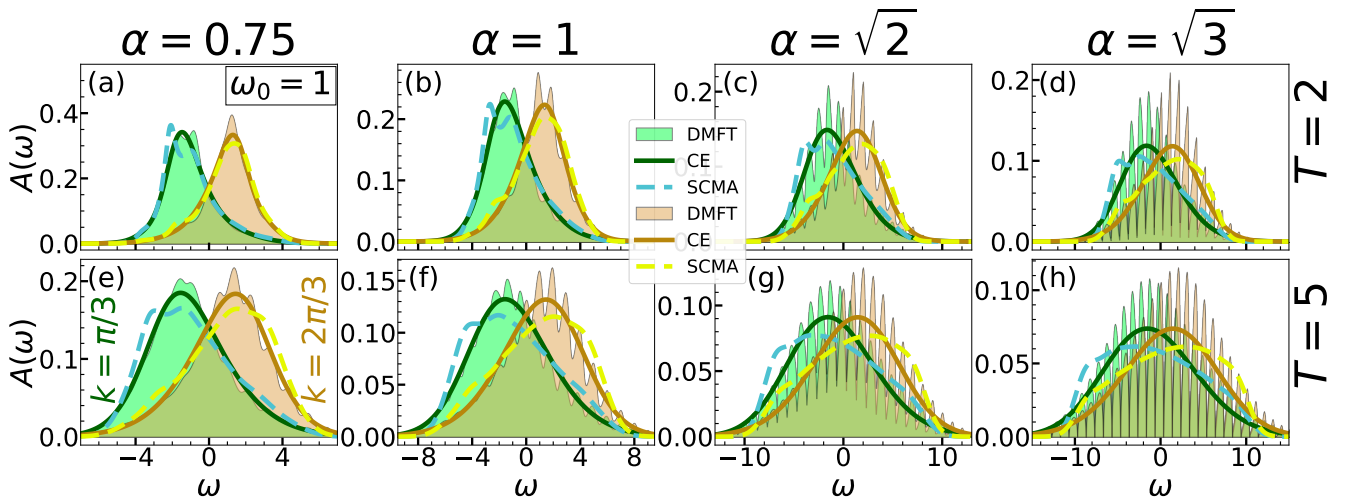 α = 0.75
α = 1
α = √2
α = √3
(a)
ω₀ = 1
(b)
(c)
(d)
A(ω)
0.4
0.2
0.0
0.2
0.1
0.0
0.2
0.1
0.0
0.2
0.1
0.0
T = 2
DMFT
CE
SCMA
DMFT
CE
SCMA
(e)
(f)
(g)
(h)
A(ω)
k = π/3
k = 2π/3
0.2
0.1
0.0
0.15
0.10
0.05
0.00
0.10
0.05
0.00
0.10
0.05
0.00
T = 5
−4 0 4
−8 −4 0 4 8
−10 0 10
−10 0 10
ω
ω
ω
ω